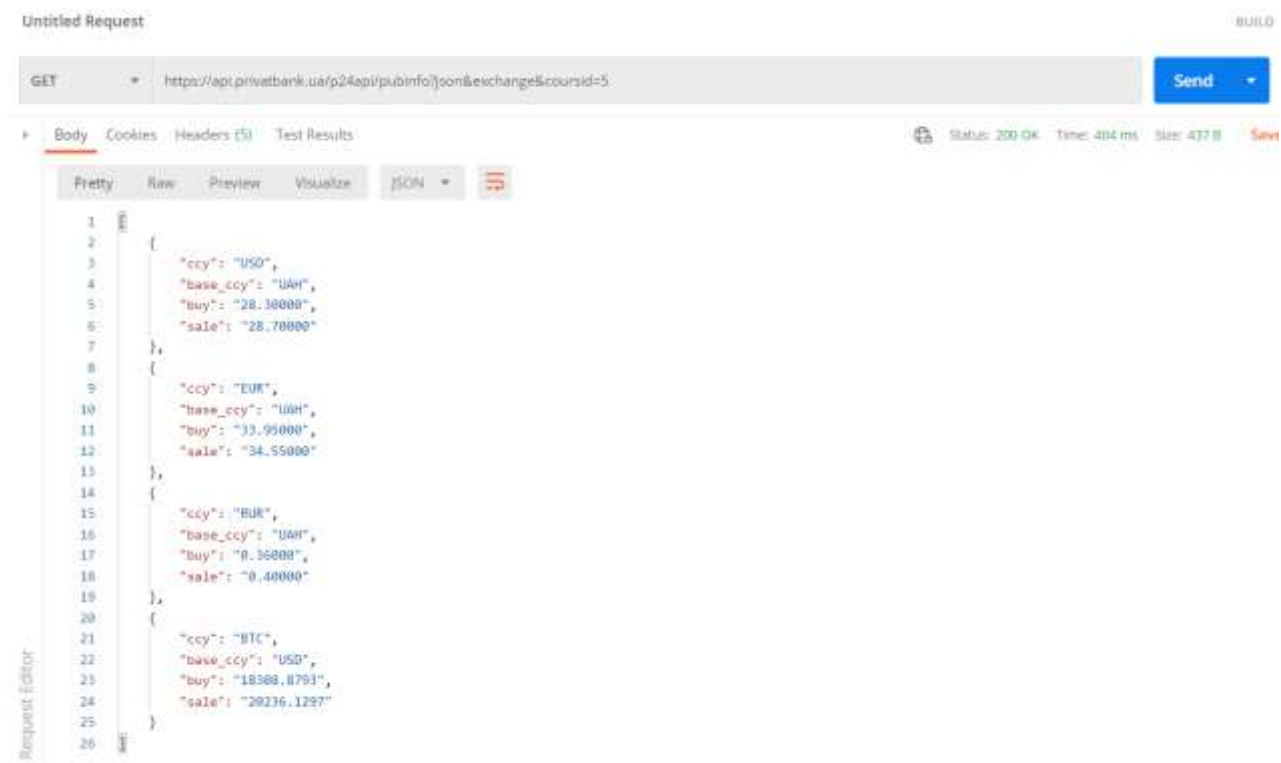 Untitled Request
BUILD
GET https://api.privatbank.ua/p24api/pubinfo?json&exchange&coursid=5 Send
Body Cookies Headers (5) Test Results Status: 200 OK Time: 404 ms Size: 437 B Save
Pretty Raw Preview Visualize JSON
1 [
2 {
3 "ccy": "USD",
4 "base_ccy": "UAH",
5 "buy": "28.30000",
6 "sale": "28.70000"
7 },
8 {
9 "ccy": "EUR",
10 "base_ccy": "UAH",
11 "buy": "33.95000",
12 "sale": "34.55000"
13 },
14 {
15 "ccy": "RUR",
16 "base_ccy": "UAH",
17 "buy": "0.36000",
18 "sale": "0.40000"
19 },
20 {
21 "ccy": "BTC",
22 "base_ccy": "USD",
23 "buy": "18308.8793",
24 "sale": "20236.1297"
25 }
26 ]
Request Editor